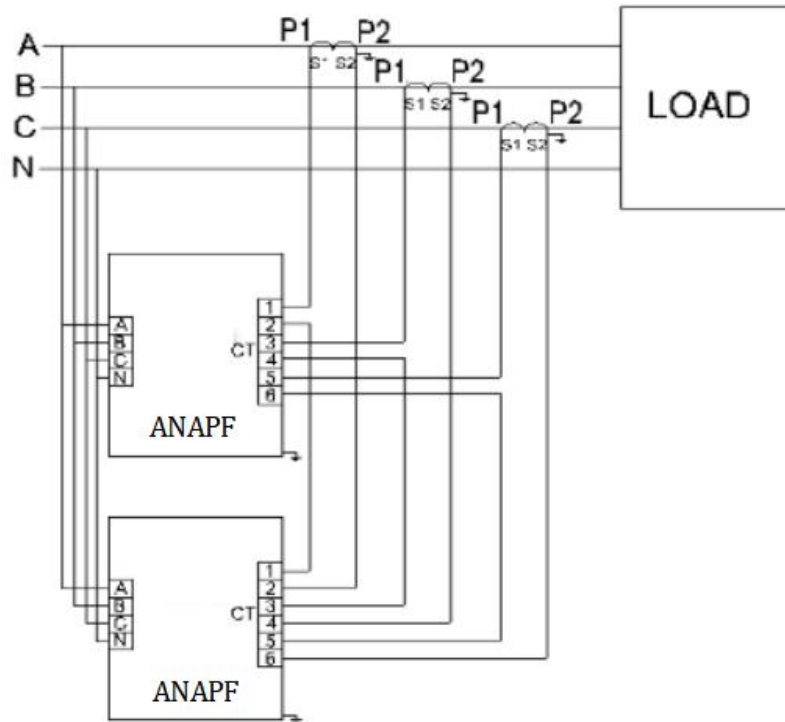 A P1 P2
S1 S2
B P1 P2
S1 S2
C P1 P2
S1 S2
N
LOAD
1
A 2
B 3
C CT 4
N 5
6
ANAPF
1
A 2
B 3
C CT 4
N 5
6
ANAPF